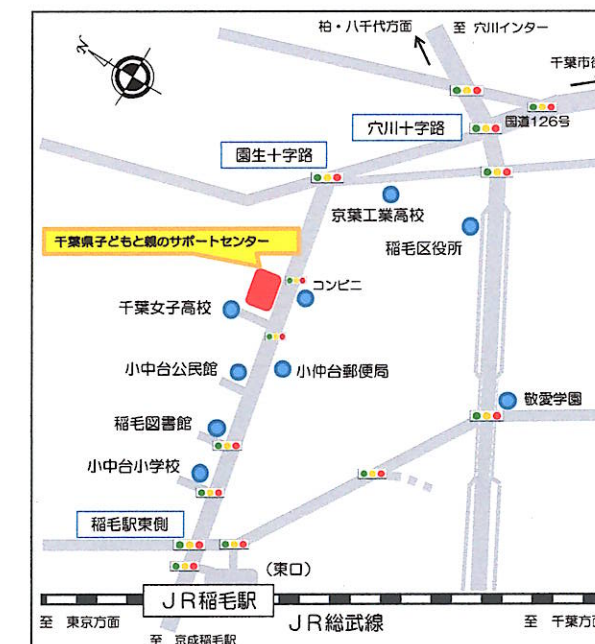 柏・八千代方面
至 穴川インター
千葉市街
国道126号
穴川十字路
園生十字路
京葉工業高校
稲毛区役所
千葉県子どもと親のサポートセンター
コンビニ
千葉女子高校
小中台公民館
小仲台郵便局
敬愛学園
稲毛図書館
小中台小学校
稲毛駅東側
(東口)
JR稲毛駅
JR総武線
至 東京方面
至 千葉方面
至 京成稲毛駅